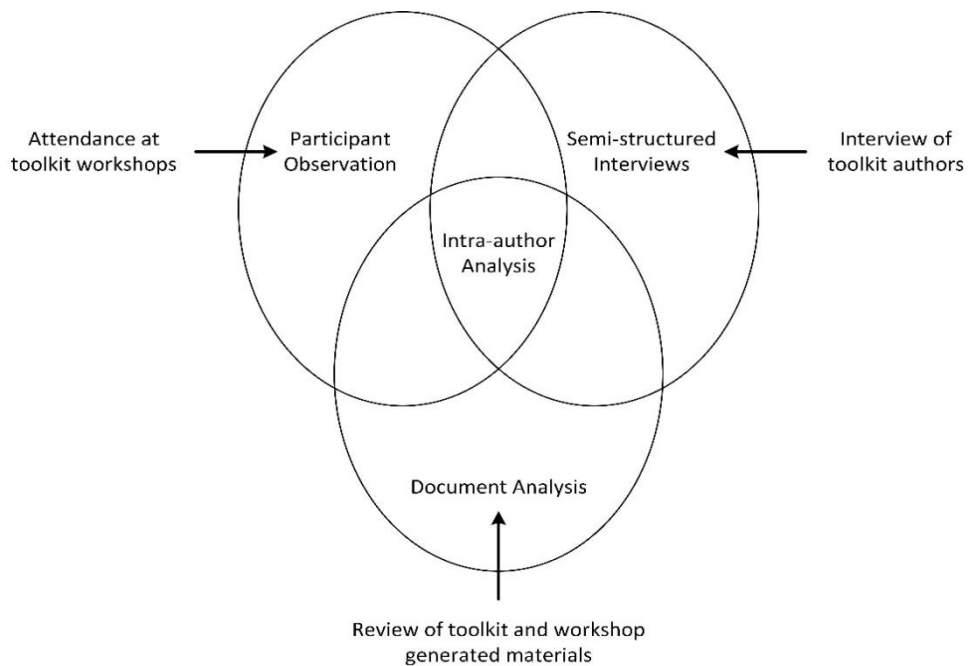 Attendance at
toolkit workshops
Participant
Observation
Semi-structured
Interviews
Interview of
toolkit authors
Intra-author
Analysis
Document Analysis
Review of toolkit and workshop
generated materials